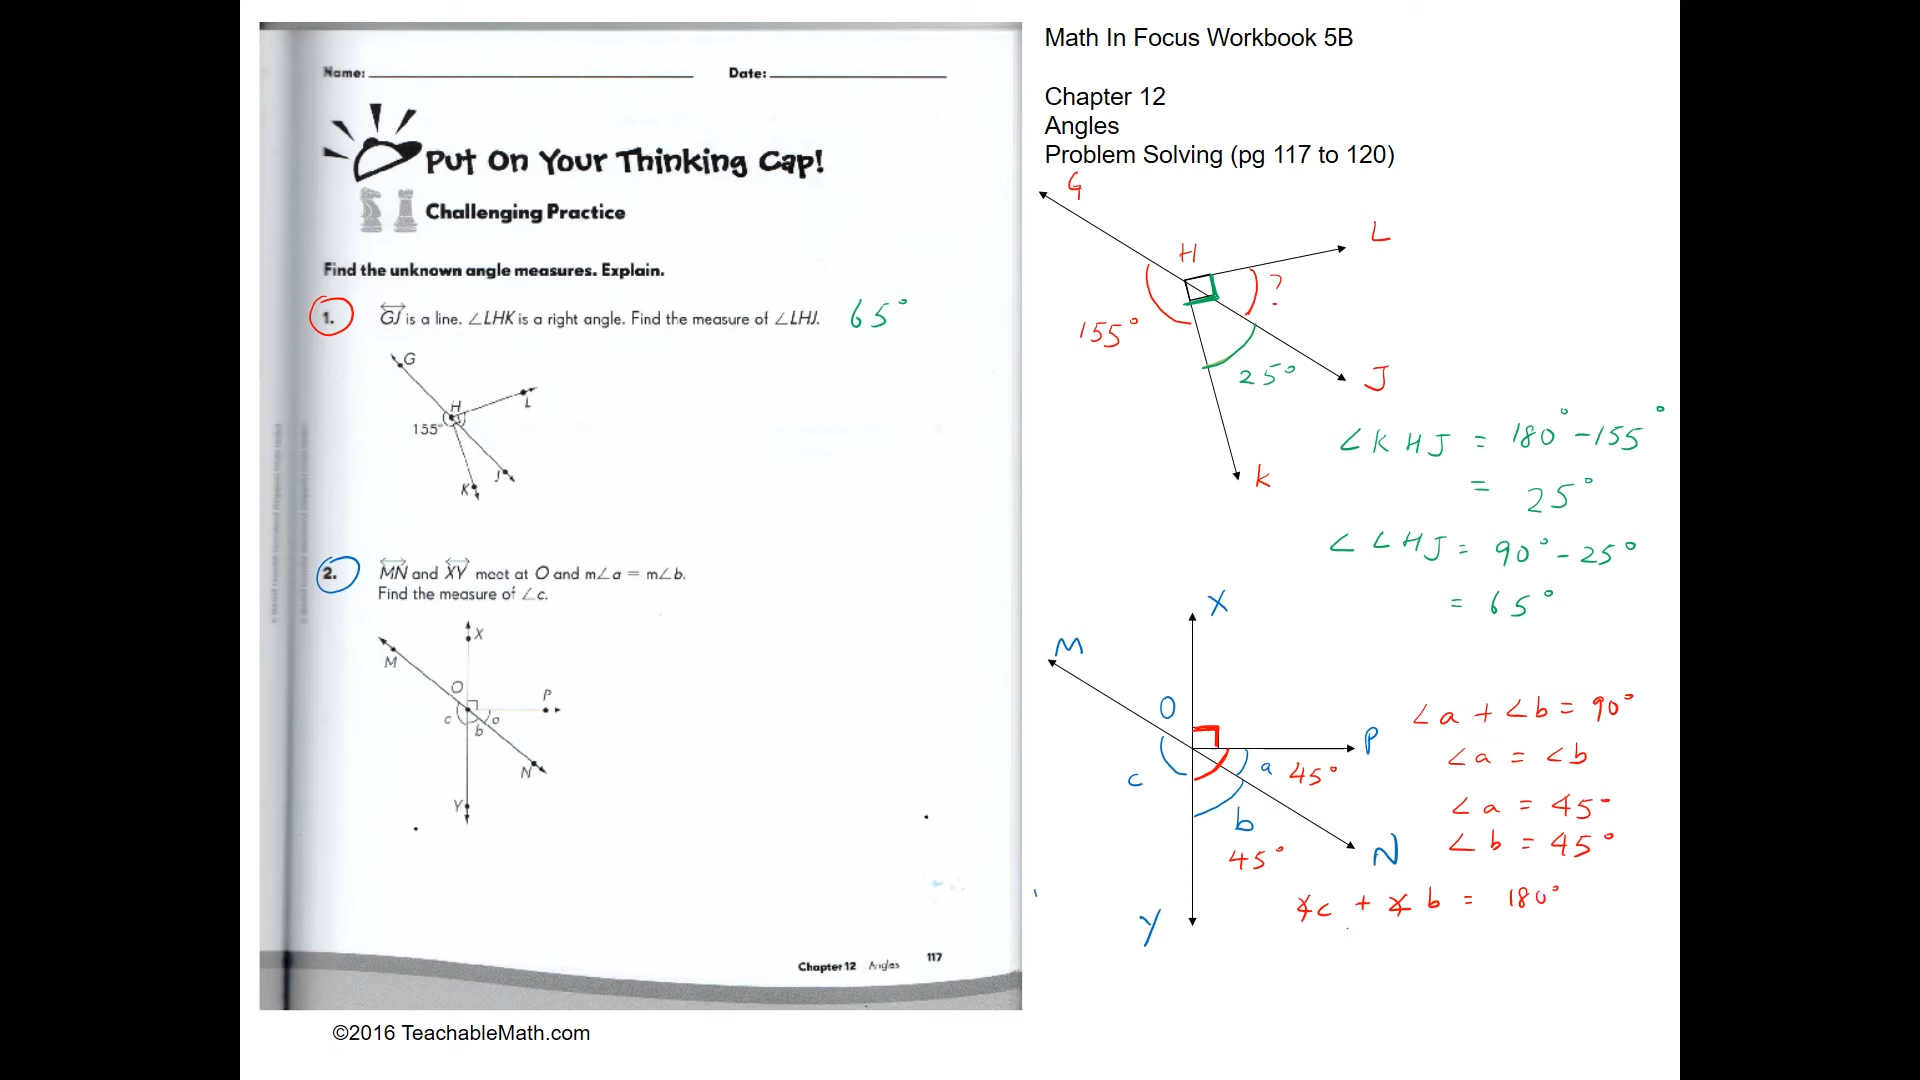 Name: Date:
Put On Your Thinking Cap!
Challenging Practice
Find the unknown angle measures. Explain.
1. GJ is a line. ∠LHK is a right angle. Find the measure of ∠LHJ. 65°
G
H
L
155°
J
K
2. MN and XY meet at O and m∠a = m∠b.
Find the measure of ∠c.
X
M
O
P
c
a
b
N
Y
Chapter 12 Angles 117
©2016 TeachableMath.com
Math In Focus Workbook 5B
Chapter 12
Angles
Problem Solving (pg 117 to 120)
G
L
H
?
155°
25°
J
K
∠KHJ = 180° - 155°
= 25°
∠LHJ = 90° - 25°
= 65°
X
M
O
P
c
a 45°
b
45°
N
Y
∠a + ∠b = 90°
∠a = ∠b
∠a = 45°
∠b = 45°
∡c + ∡b = 180°